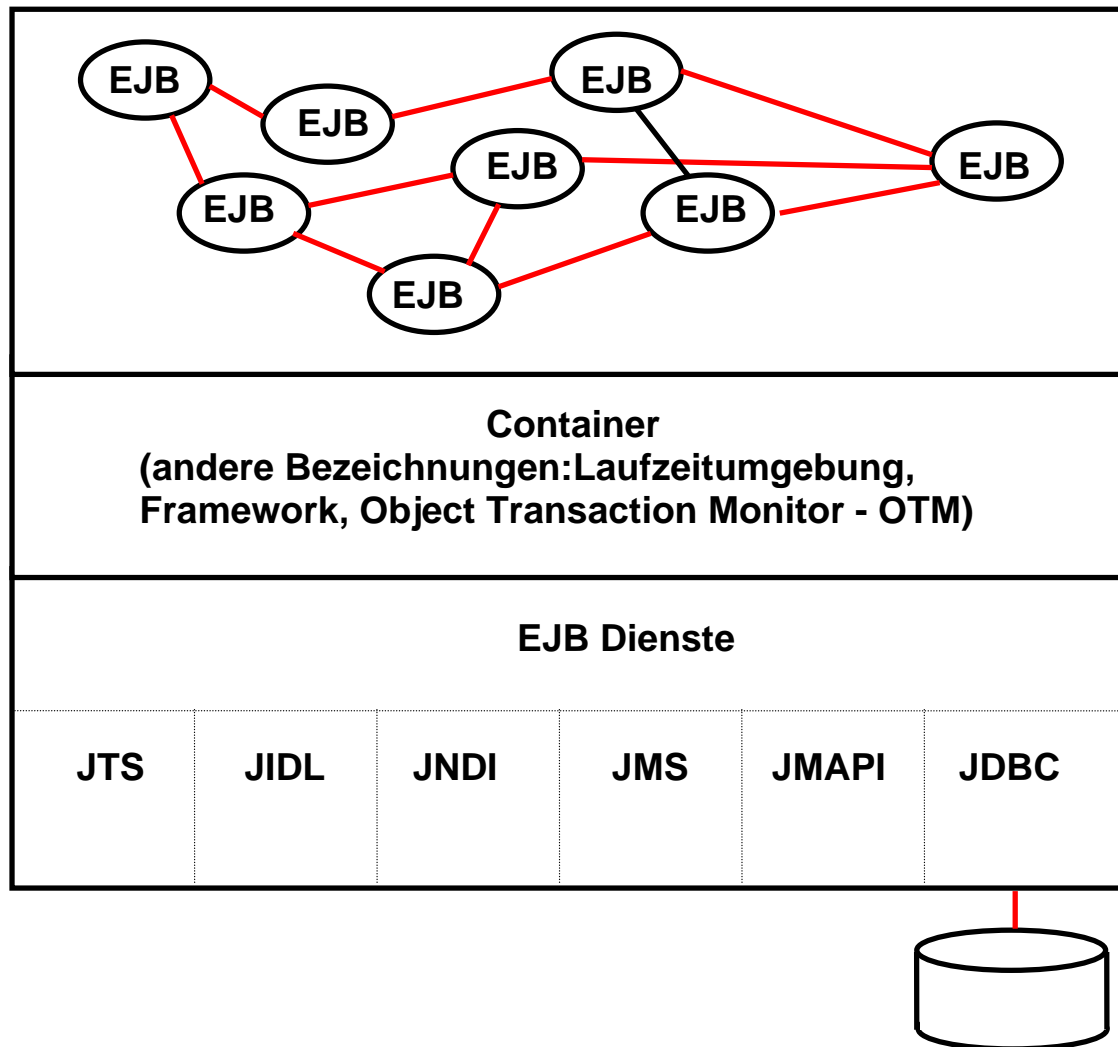 EJB
EJB
EJB
EJB
EJB
EJB
EJB
EJB
Container
(andere Bezeichnungen:Laufzeitumgebung,
Framework, Object Transaction Monitor - OTM)
EJB Dienste
JTS JIDL JNDI JMS JMAPI JDBC